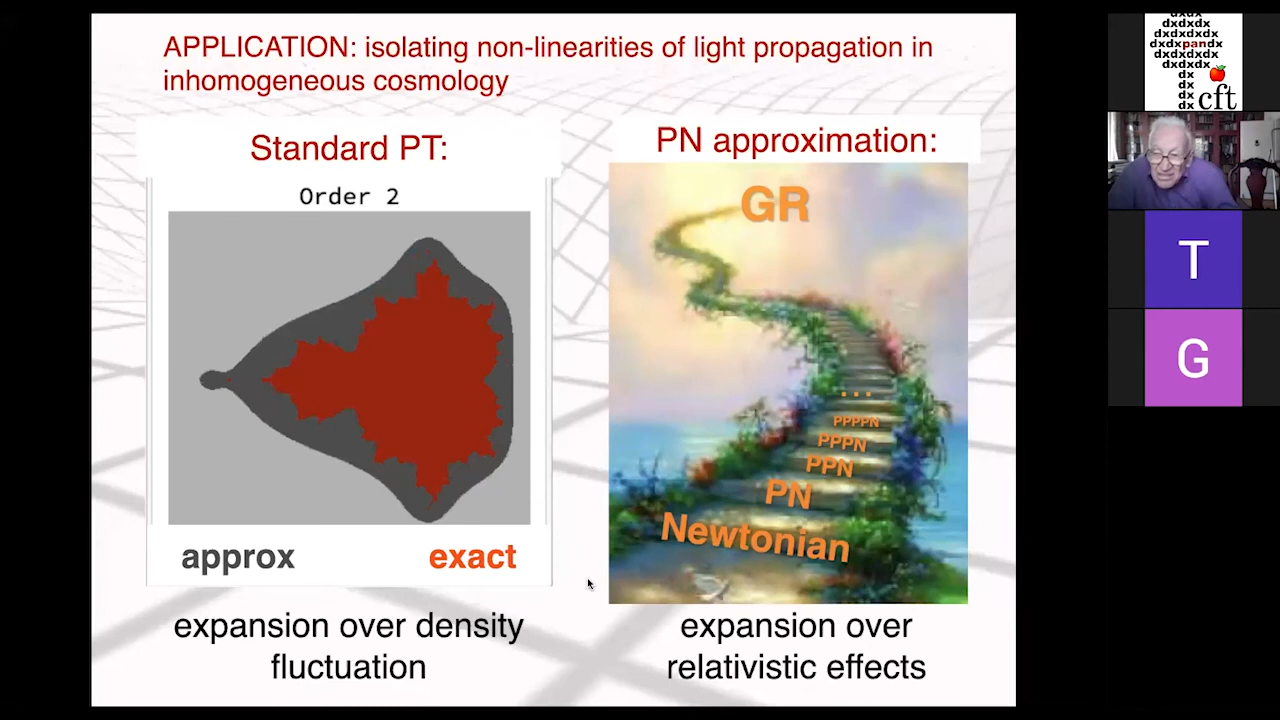 APPLICATION: isolating non-linearities of light propagation in
inhomogeneous cosmology
Standard PT:
Order 2
approx exact
expansion over density
fluctuation
PN approximation:
GR
...
PPPPN
PPPN
PPN
PN
Newtonian
expansion over
relativistic effects
dxdxdx
dxdxdx
dxdxdxdx
dxdxpandx
dxdxdxdx
dxdxdx
dx
dx
dx
dx
cft
T
G